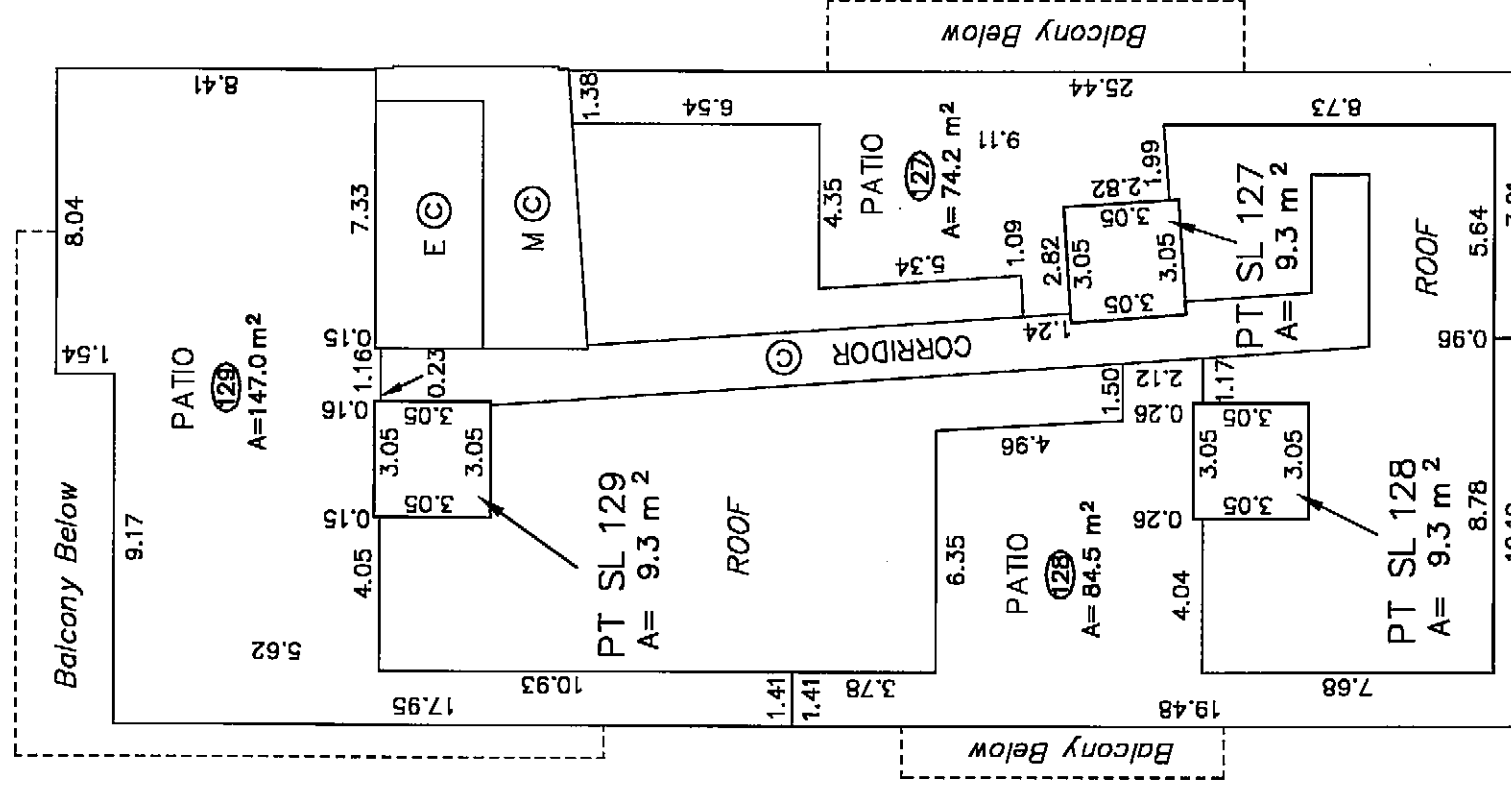 Balcony Below
8.04
8.41
1.54
PATIO
129
A=147.0 m²
9.17
Balcony Below
5.62
17.95
7.33
0.15
1.16
0.23
0.16
3.05
3.05
3.05
3.05
0.15
4.05
E C
M C
1.38
6.54
25.44
8.73
PATIO
127
A= 74.2 m²
9.11
4.35
5.34
1.09
2.82
2.82
1.99
3.05
3.05
3.05
3.05
1.24
PT SL 127
A= 9.3 m²
C CORRIDOR
PT SL 129
A= 9.3 m²
ROOF
10.93
1.41
1.41
3.78
6.35
4.96
1.50
2.12
0.26
1.17
3.05
3.05
3.05
3.05
0.26
PATIO
128
A= 84.5 m²
4.04
19.48
7.68
PT SL 128
A= 9.3 m²
8.78
0.96
5.64
ROOF
Balcony Below